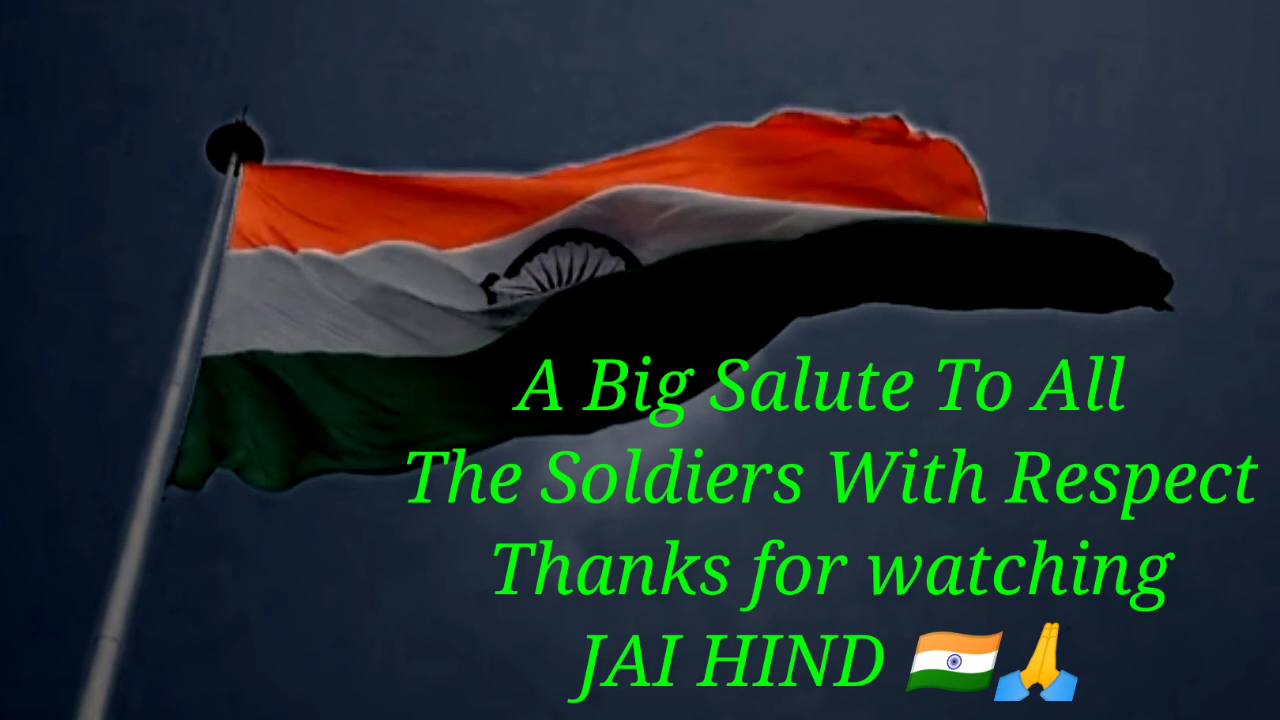 A Big Salute To All
The Soldiers With Respect
Thanks for watching
JAI HIND 🇮🇳🙏